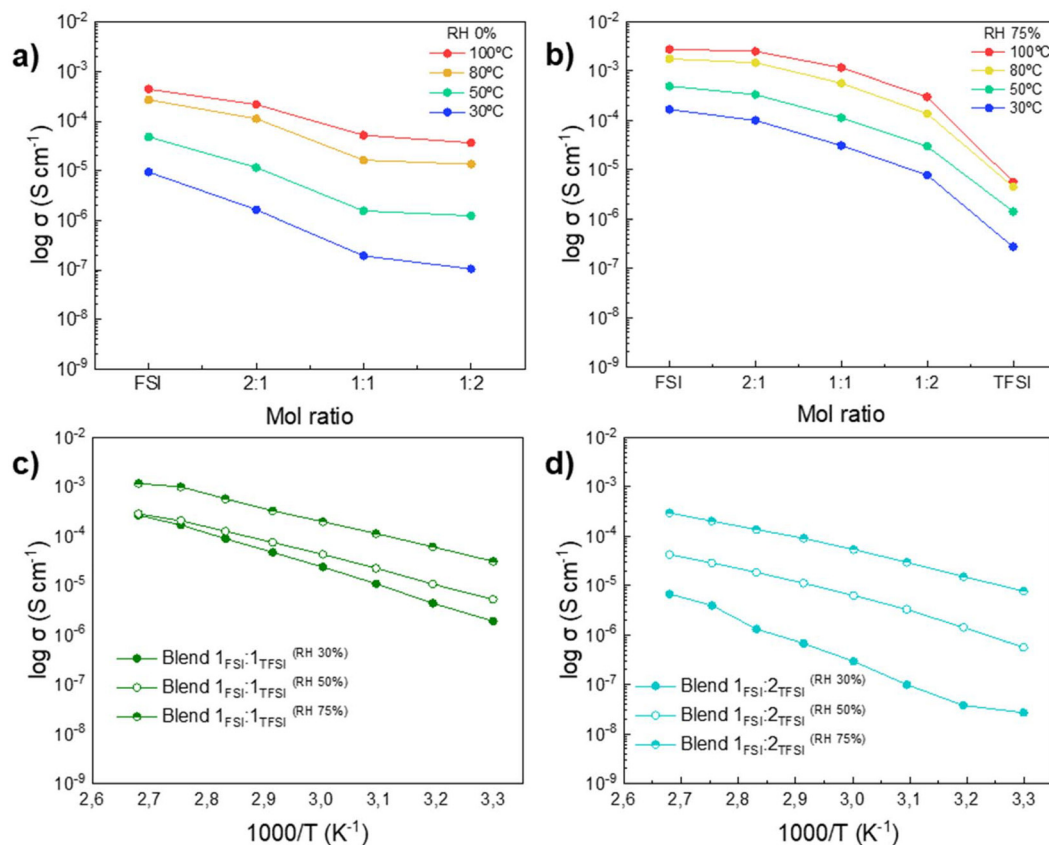 a)
RH 0%
100ºC
80ºC
50ºC
30ºC
log σ (S cm⁻¹)
10⁻²
10⁻³
10⁻⁴
10⁻⁵
10⁻⁶
10⁻⁷
10⁻⁸
10⁻⁹
FSI 2:1 1:1 1:2
Mol ratio
b)
RH 75%
100ºC
80ºC
50ºC
30ºC
log σ (S cm⁻¹)
10⁻²
10⁻³
10⁻⁴
10⁻⁵
10⁻⁶
10⁻⁷
10⁻⁸
10⁻⁹
FSI 2:1 1:1 1:2 TFSI
Mol ratio
c)
log σ (S cm⁻¹)
10⁻²
10⁻³
10⁻⁴
10⁻⁵
10⁻⁶
10⁻⁷
10⁻⁸
10⁻⁹
Blend 1FSI:1TFSI (RH 30%)
Blend 1FSI:1TFSI (RH 50%)
Blend 1FSI:1TFSI (RH 75%)
2,6 2,7 2,8 2,9 3,0 3,1 3,2 3,3
1000/T (K⁻¹)
d)
log σ (S cm⁻¹)
10⁻²
10⁻³
10⁻⁴
10⁻⁵
10⁻⁶
10⁻⁷
10⁻⁸
10⁻⁹
Blend 1FSI:2TFSI (RH 30%)
Blend 1FSI:2TFSI (RH 50%)
Blend 1FSI:2TFSI (RH 75%)
2,6 2,7 2,8 2,9 3,0 3,1 3,2 3,3
1000/T (K⁻¹)